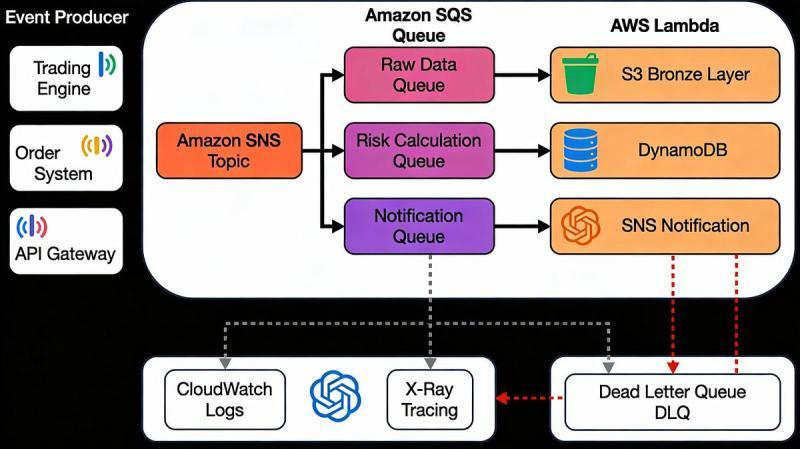 Event Producer
Trading
Engine
Order
System
API Gateway
Amazon SQS
Queue
AWS Lambda
Amazon SNS
Topic
Raw Data
Queue
S3 Bronze Layer
Risk Calculation
Queue
DynamoDB
Notification
Queue
SNS Notification
CloudWatch
Logs
X-Ray
Tracing
Dead Letter Queue
DLQ